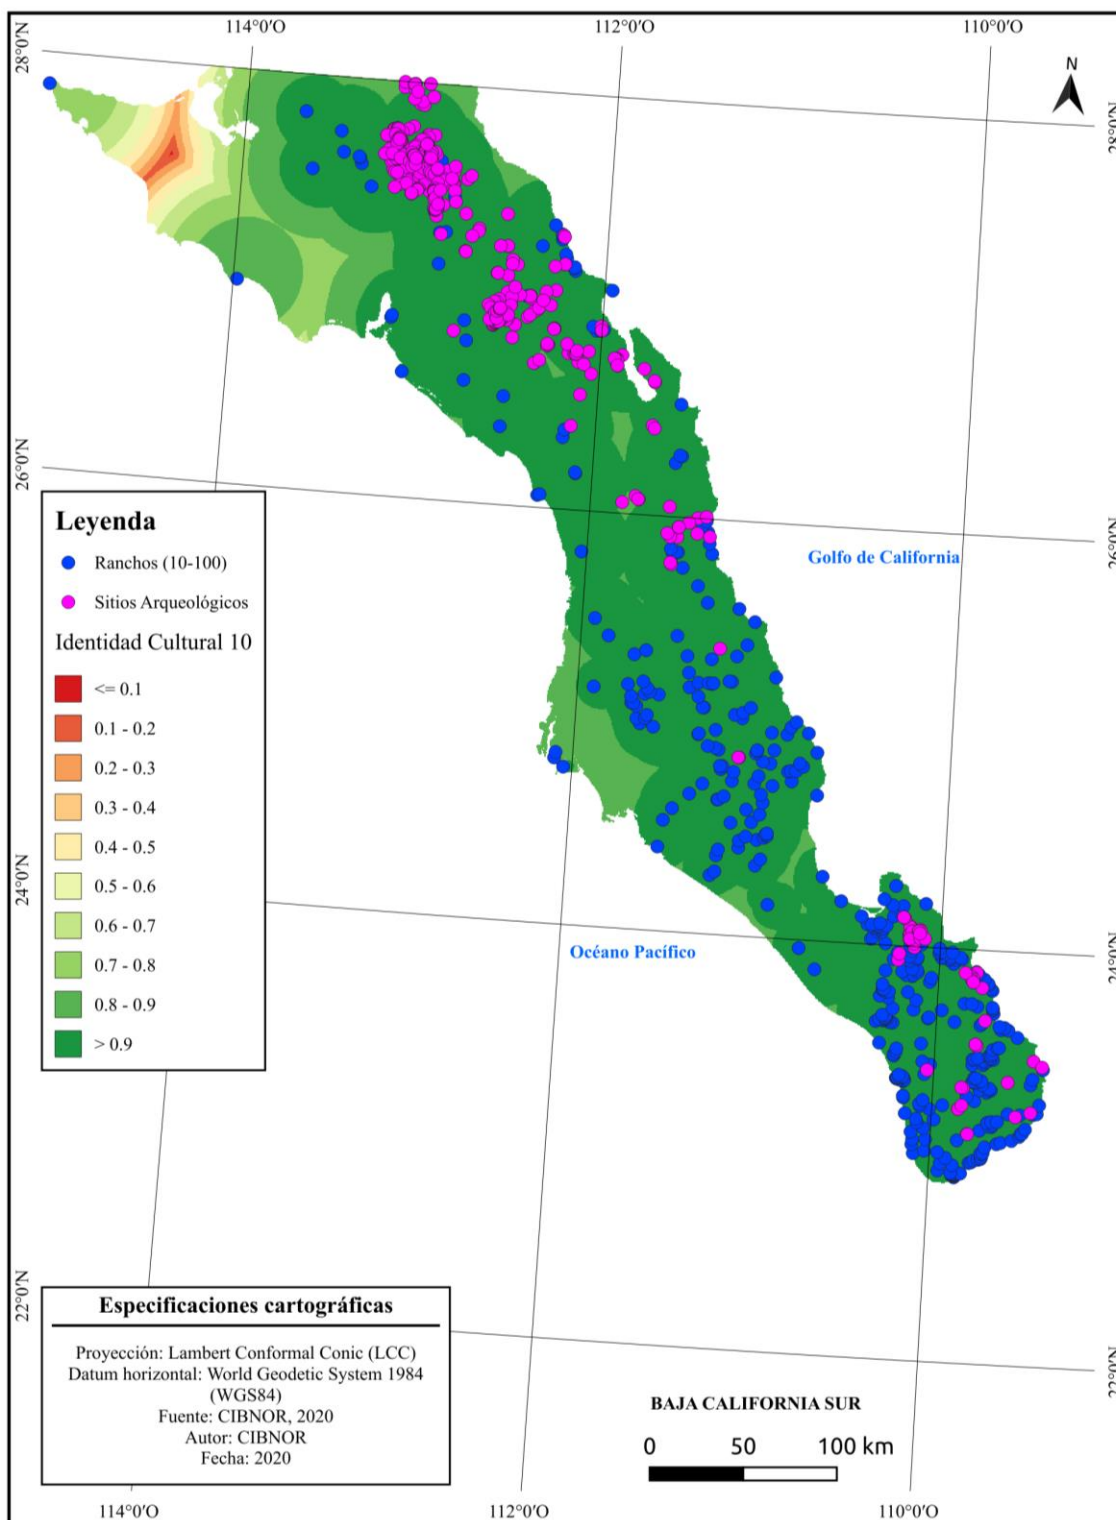 114°0′O
112°0′O
110°0′O
28°0′N
N
28°0′N
26°0′N
Leyenda
Ranchos (10-100)
Sitios Arqueológicos
Identidad Cultural 10
<= 0.1
0.1 - 0.2
0.2 - 0.3
0.3 - 0.4
0.4 - 0.5
0.5 - 0.6
0.6 - 0.7
0.7 - 0.8
0.8 - 0.9
> 0.9
26°0′N
Golfo de California
24°0′N
Océano Pacífico
24°0′N
22°0′N
Especificaciones cartográficas
Proyección: Lambert Conformal Conic (LCC)
Datum horizontal: World Geodetic System 1984
(WGS84)
Fuente: CIBNOR, 2020
Autor: CIBNOR
Fecha: 2020
22°0′N
BAJA CALIFORNIA SUR
0 50 100 km
114°0′O
112°0′O
110°0′O